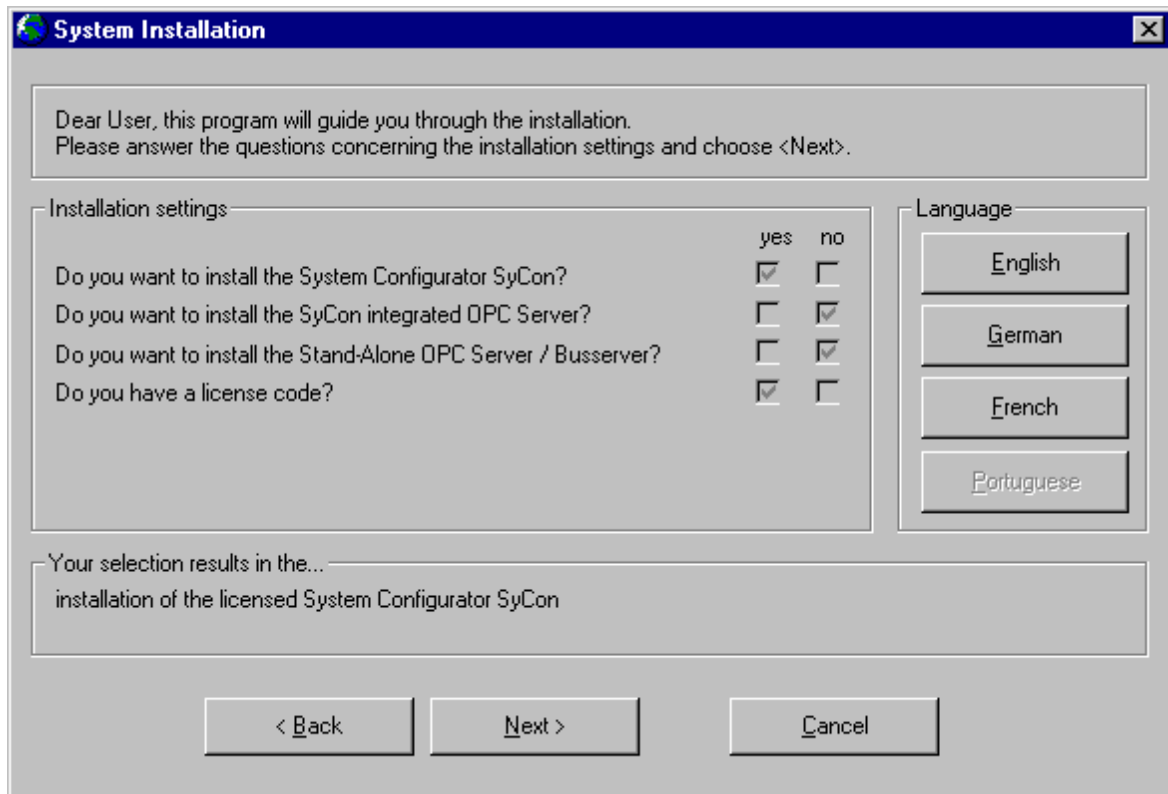 System Installation
Dear User, this program will guide you through the installation.
Please answer the questions concerning the installation settings and choose <Next>.
Installation settings
yes no
Do you want to install the System Configurator SyCon?
Do you want to install the SyCon integrated OPC Server?
Do you want to install the Stand-Alone OPC Server / Busserver?
Do you have a license code?
Language
English
German
French
Portuguese
Your selection results in the...
installation of the licensed System Configurator SyCon
< Back Next > Cancel